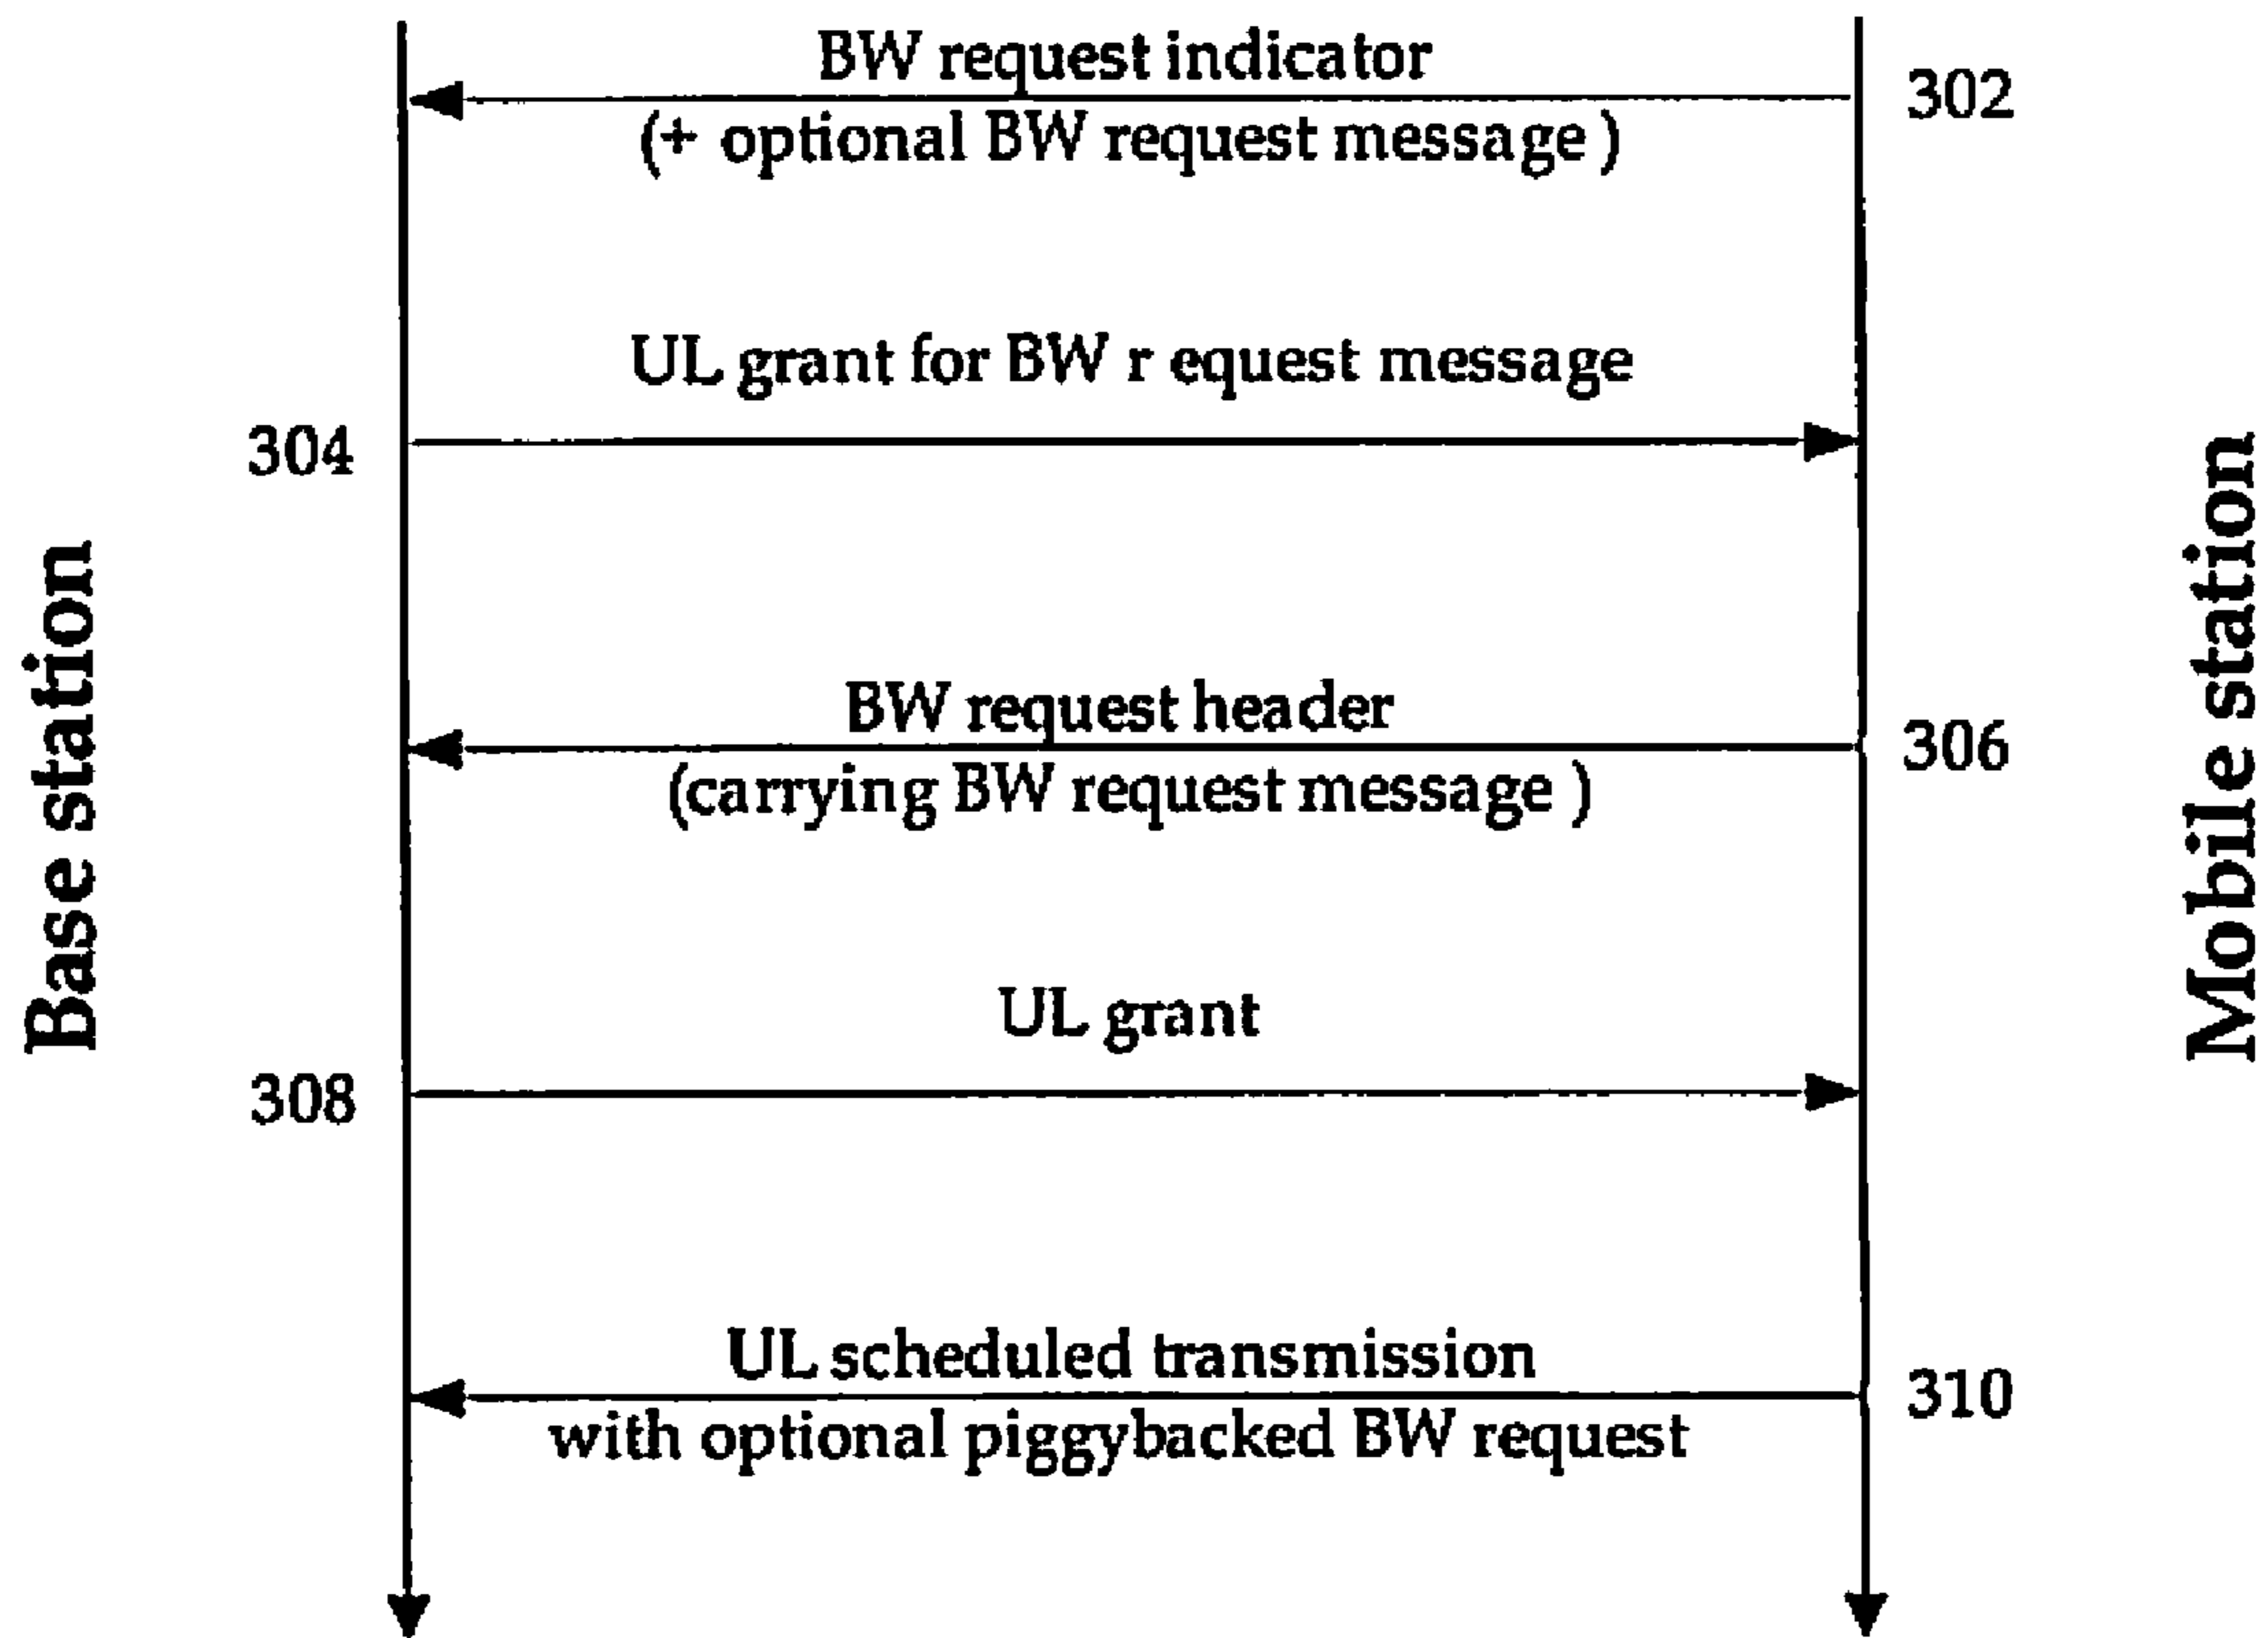 BW request indicator
302
(+ optional BW request message )
UL grant for BW r equest message
304
BW request header
306
(carrying BW request message )
UL grant
308
UL scheduled transmission
310
with optional piggybacked BW request
Base station
Mobile station